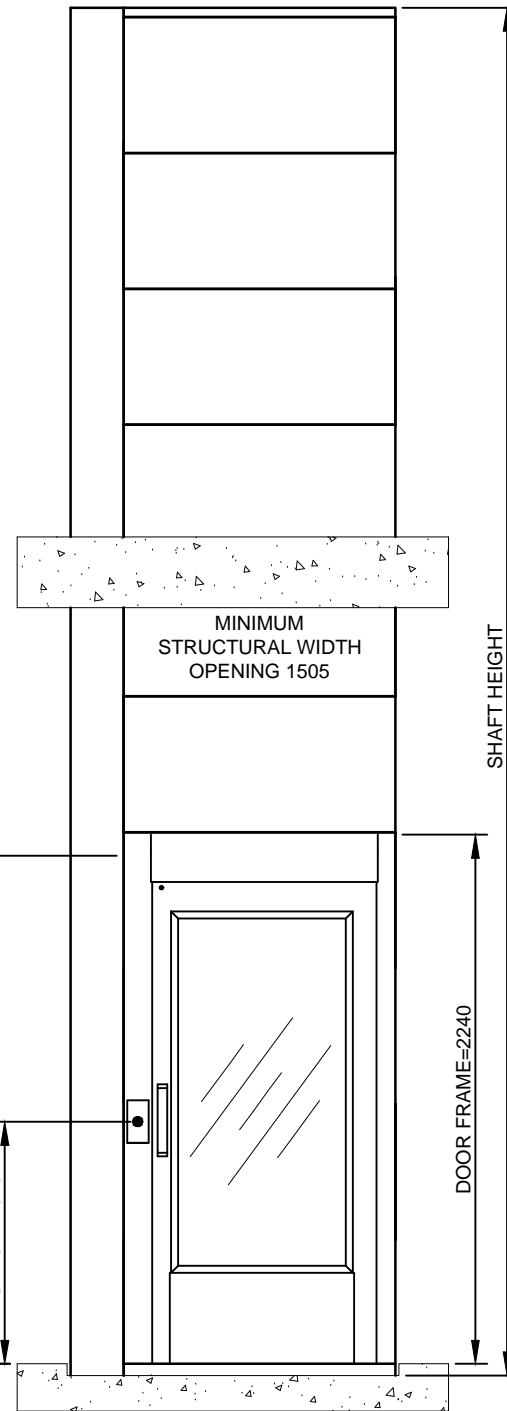 MINIMUM
STRUCTURAL WIDTH
OPENING 1505
SHAFT HEIGHT
DOOR FRAME=2240